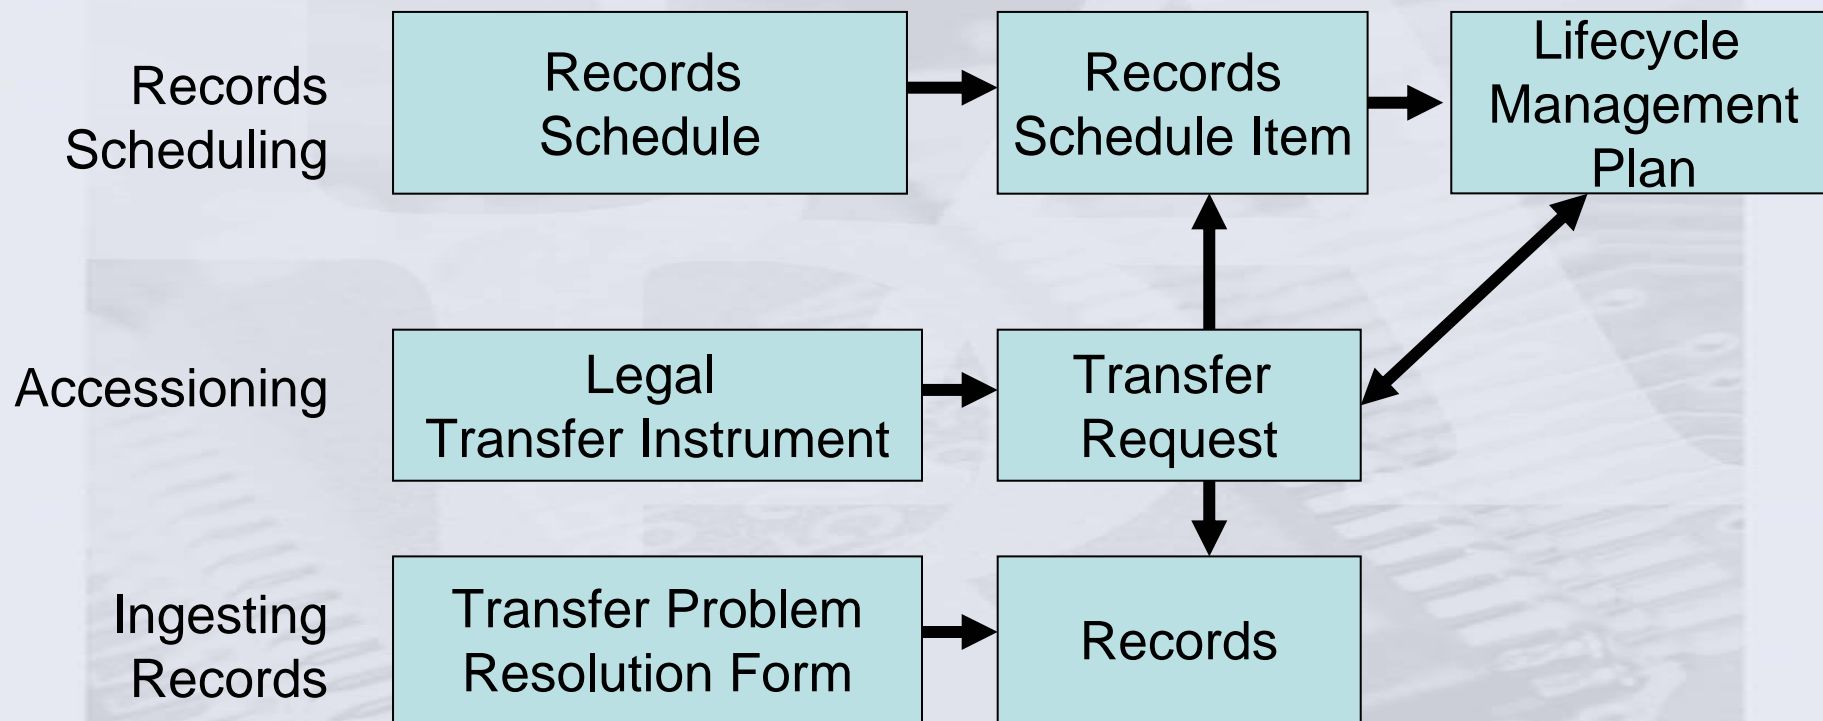 Records
Scheduling
Records
Schedule
Records
Schedule Item
Lifecycle
Management
Plan
Accessioning
Legal
Transfer Instrument
Transfer
Request
Ingesting
Records
Transfer Problem
Resolution Form
Records